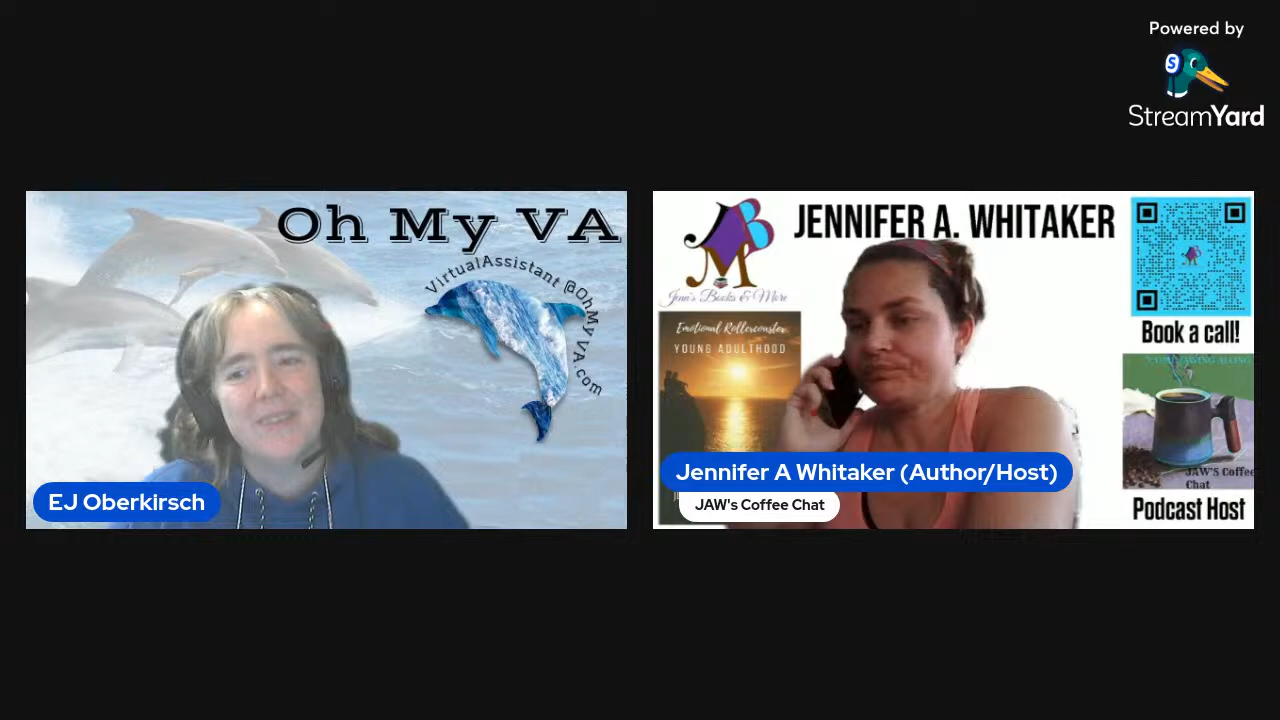 Powered by
StreamYard
Oh My VA
VirtualAssistant@OhMyVA.com
EJ Oberkirsch
JENNIFER A. WHITAKER
Jenn's Books & More
Emotional Rollercoaster
YOUNG ADULTHOOD
Book a call!
Jennifer A Whitaker (Author/Host)
JAW's Coffee Chat
JAW'S Coffee
Chat
Podcast Host